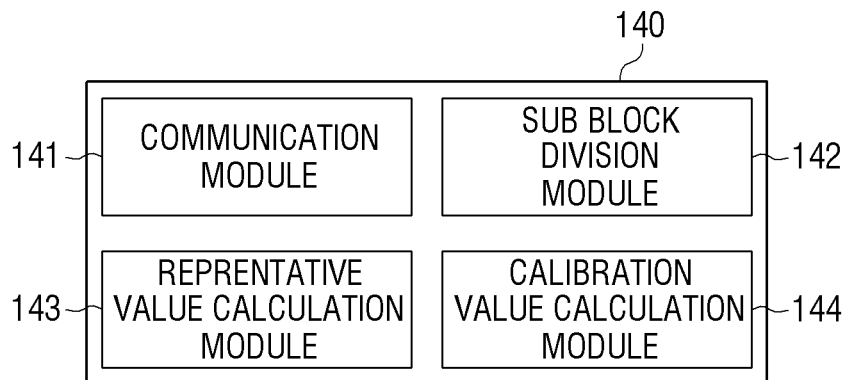 140
COMMUNICATION
MODULE
141
SUB BLOCK
DIVISION
MODULE
142
REPRENTATIVE
VALUE CALCULATION
MODULE
143
CALIBRATION
VALUE CALCULATION
MODULE
144